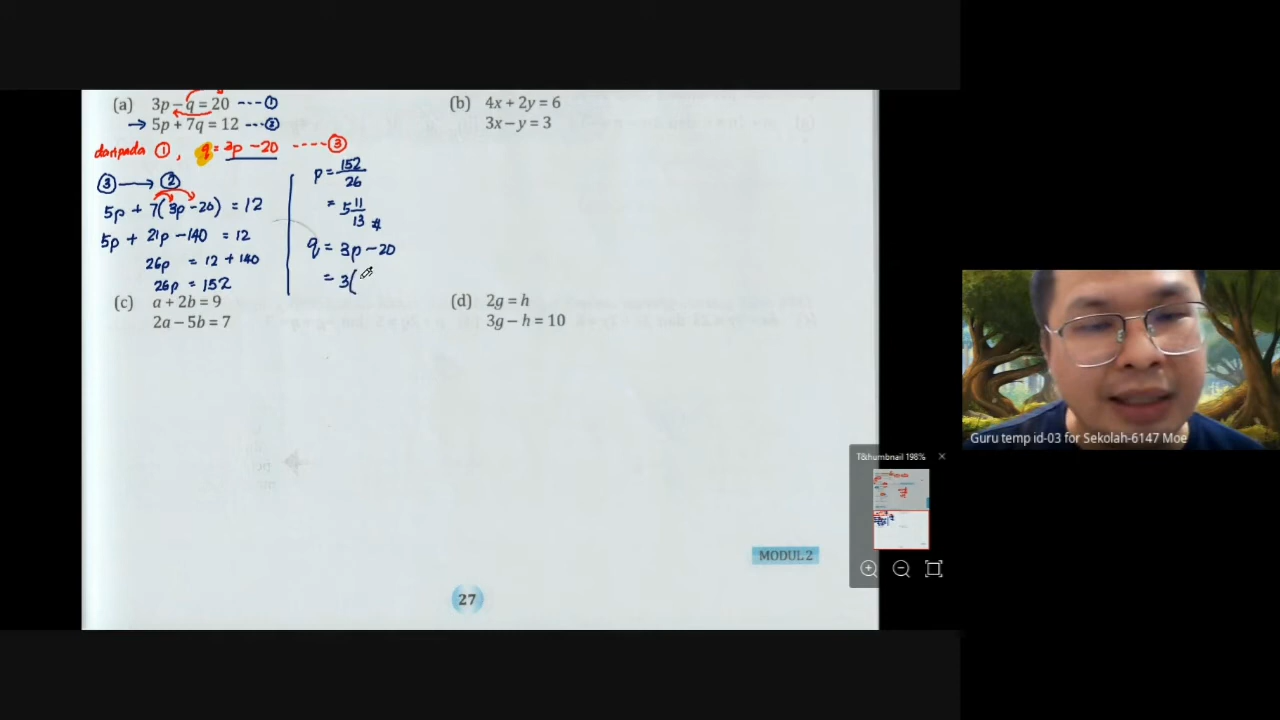 (a) 3p − q = 20 ---- ①
→ 5p + 7q = 12 --- ②
daripada ①, q = 3p − 20 ---- ③
③ → ②
5p + 7(3p − 20) = 12
5p + 21p − 140 = 12
26p = 12 + 140
26p = 152
p = 152/26
= 5 11/13 #
q = 3p − 20
= 3(
(b) 4x + 2y = 6
3x − y = 3
(c) a + 2b = 9
2a − 5b = 7
(d) 2g = h
3g − h = 10
MODUL 2
27
Guru temp id-03 for Sekolah-6147 Moe
T&humbnail 198%